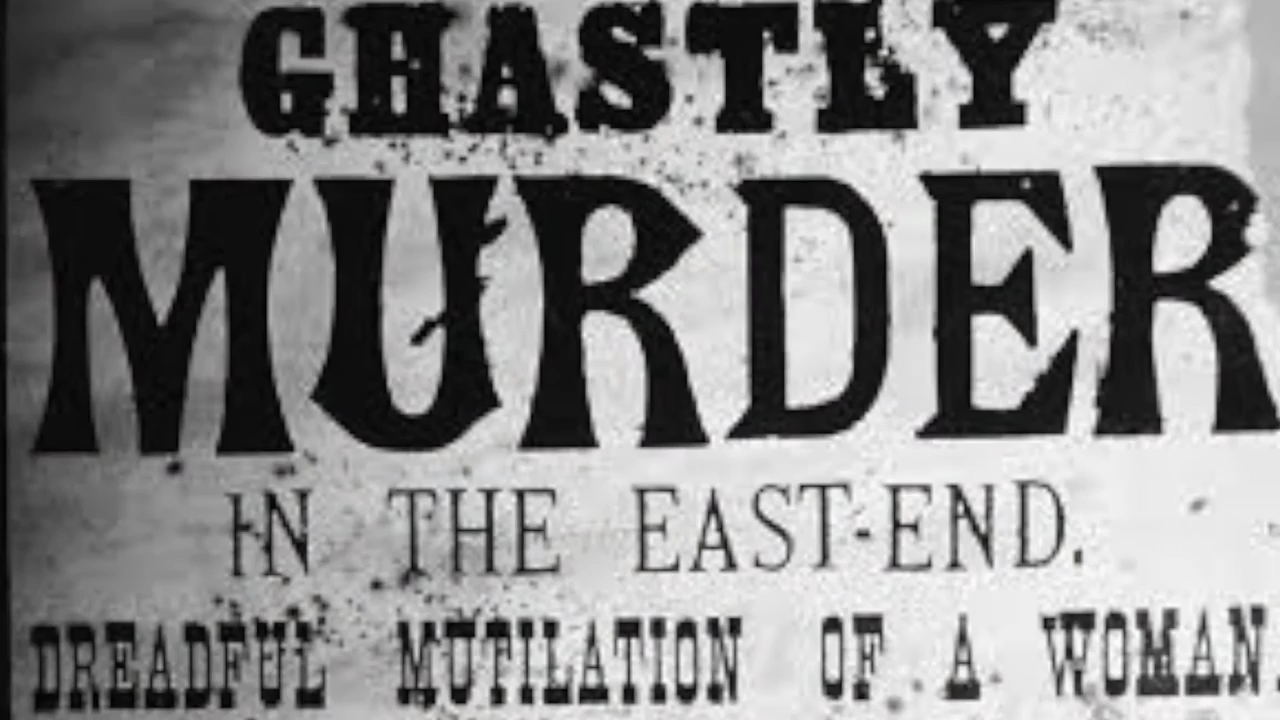 GHASTLY
MURDER
IN THE EAST-END.
DREADFUL MUTILATION OF A WOMAN.